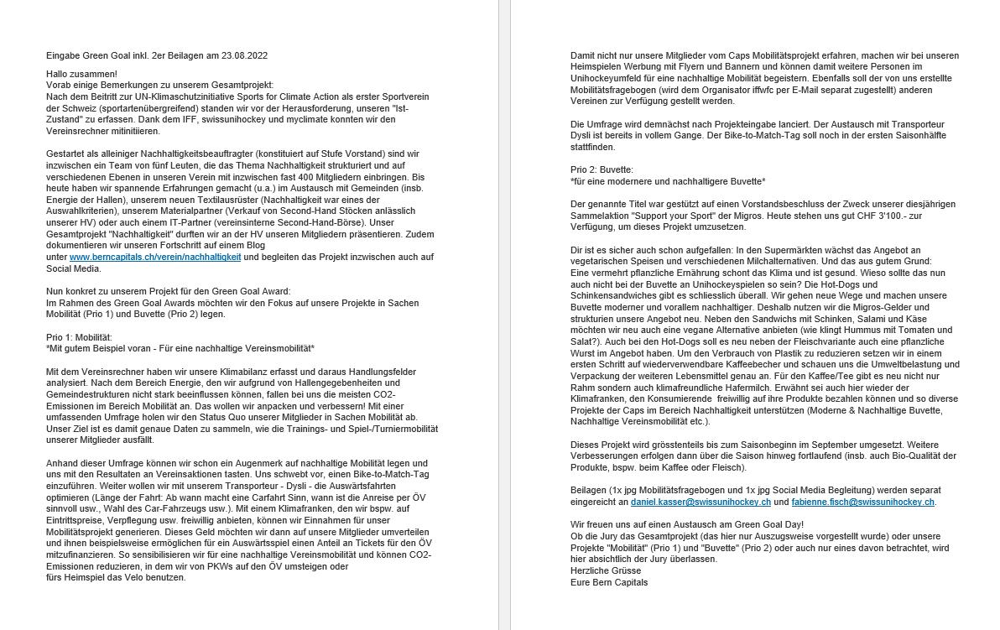 Eingabe Green Goal inkl. 2er Beilagen am 23.08.2022
Hallo zusammen!
Vorab einige Bemerkungen zu unserem Gesamtprojekt:
Nach dem Beitritt zur UN-Klimaschutzinitiative Sports for Climate Action als erster Sportverein
der Schweiz (sportartenübergreifend) standen wir vor der Herausforderung, unseren "Ist-
Zustand" zu erfassen. Dank dem IFF, swissunihockey und myclimate konnten wir den
Vereinsrechner mitinitiieren.
Gestartet als alleiniger Nachhaltigkeitsbeauftragter (konstituiert auf Stufe Vorstand) sind wir
inzwischen ein Team von fünf Leuten, die das Thema Nachhaltigkeit strukturiert und auf
verschiedenen Ebenen in unseren Verein mit inzwischen fast 400 Mitgliedern einbringen. Bis
heute haben wir spannende Erfahrungen gemacht (u.a.) im Austausch mit Gemeinden (insb.
Energie der Hallen), unserem neuen Textilausrüster (Nachhaltigkeit war eines der
Auswahlkriterien), unserem Materialpartner (Verkauf von Second-Hand Stöcken anlässlich
unserer HV) oder auch einem IT-Partner (vereinsinterne Second-Hand-Börse). Unser
Gesamtprojekt "Nachhaltigkeit" durften wir an der HV unseren Mitgliedern präsentieren. Zudem
dokumentieren wir unseren Fortschritt auf einem Blog
unter www.berncapitals.ch/verein/nachhaltigkeit und begleiten das Projekt inzwischen auch auf
Social Media.
Nun konkret zu unserem Projekt für den Green Goal Award:
Im Rahmen des Green Goal Awards möchten wir den Fokus auf unsere Projekte in Sachen
Mobilität (Prio 1) und Buvette (Prio 2) legen.
Prio 1: Mobilität:
*Mit gutem Beispiel voran - Für eine nachhaltige Vereinsmobilität*
Mit dem Vereinsrechner haben wir unsere Klimabilanz erfasst und daraus Handlungsfelder
analysiert. Nach dem Bereich Energie, den wir aufgrund von Hallengegebenheiten und
Gemeindestrukturen nicht stark beeinflussen können, fallen bei uns die meisten CO2-
Emissionen im Bereich Mobilität an. Das wollen wir anpacken und verbessern! Mit einer
umfassenden Umfrage holen wir den Status Quo unserer Mitglieder in Sachen Mobilität ab.
Unser Ziel ist es damit genaue Daten zu sammeln, wie die Trainings- und Spiel-/Turniermobilität
unserer Mitglieder ausfällt.
Anhand dieser Umfrage können wir schon ein Augenmerk auf nachhaltige Mobilität legen und
uns mit den Resultaten an Vereinsaktionen tasten. Uns schwebt vor, einen Bike-to-Match-Tag
einzuführen. Weiter wollen wir mit unserem Transporteur - Dysli - die Auswärtsfahrten
optimieren (Länge der Fahrt: Ab wann macht eine Carfahrt Sinn, wann ist die Anreise per ÖV
sinnvoll usw., Wahl des Car-Fahrzeugs usw.). Mit einem Klimafranken, den wir bspw. auf
Eintrittspreise, Verpflegung usw. freiwillig anbieten, können wir Einnahmen für unser
Mobilitätsprojekt generieren. Dieses Geld möchten wir dann auf unsere Mitglieder umverteilen
und ihnen beispielsweise ermöglichen für ein Auswärtsspiel einen Anteil an Tickets für den ÖV
mitzufinanzieren. So sensibilisieren wir für eine nachhaltige Vereinsmobilität und können CO2-
Emissionen reduzieren, in dem wir von PKWs auf den ÖV umsteigen oder
fürs Heimspiel das Velo benutzen.
Damit nicht nur unsere Mitglieder vom Caps Mobilitätsprojekt erfahren, machen wir bei unseren
Heimspielen Werbung mit Flyern und Bannern und können damit weitere Personen im
Unihockeyumfeld für eine nachhaltige Mobilität begeistern. Ebenfalls soll der von uns erstellte
Mobilitätsfragebogen (wird dem Organisator iffwfc per E-Mail separat zugestellt) anderen
Vereinen zur Verfügung gestellt werden.
Die Umfrage wird demnächst nach Projekteingabe lanciert. Der Austausch mit Transporteur
Dysli ist bereits in vollem Gange. Der Bike-to-Match-Tag soll noch in der ersten Saisonhälfte
stattfinden.
Prio 2: Buvette:
*für eine modernere und nachhaltigere Buvette*
Der genannte Titel war gestützt auf einen Vorstandsbeschluss der Zweck unserer diesjährigen
Sammelaktion "Support your Sport" der Migros. Heute stehen uns gut CHF 3'100.- zur
Verfügung, um dieses Projekt umzusetzen.
Dir ist es sicher auch schon aufgefallen: In den Supermärkten wächst das Angebot an
vegetarischen Speisen und verschiedenen Milchalternativen. Und das aus gutem Grund:
Eine vermehrt pflanzliche Ernährung schont das Klima und ist gesund. Wieso sollte das nun
auch nicht bei der Buvette an Unihockeyspielen so sein? Die Hot-Dogs und
Schinkensandwiches gibt es schliesslich überall. Wir gehen neue Wege und machen unsere
Buvette moderner und vorallem nachhaltiger. Deshalb nutzen wir die Migros-Gelder und
strukturien unsere Angebot neu. Neben den Sandwichs mit Schinken, Salami und Käse
möchten wir neu auch eine vegane Alternative anbieten (wie klingt Hummus mit Tomaten und
Salat?). Auch bei den Hot-Dogs soll es neu neben der Fleischvariante auch eine pflanzliche
Wurst im Angebot haben. Um den Verbrauch von Plastik zu reduzieren setzen wir in einem
ersten Schritt auf wiederverwendbare Kaffeebecher und schauen uns die Umweltbelastung und
Verpackung der weiteren Lebensmittel genau an. Für den Kaffee/Tee gibt es neu nicht nur
Rahm sondern auch klimafreundliche Hafermilch. Erwähnt sei auch hier wieder der
Klimafranken, den Konsumierende  freiwillig auf ihre Produkte bezahlen können und so diverse
Projekte der Caps im Bereich Nachhaltigkeit unterstützen (Moderne & Nachhaltige Buvette,
Nachhaltige Vereinsmobilität etc.).
Dieses Projekt wird grösstenteils bis zum Saisonbeginn im September umgesetzt. Weitere
Verbesserungen erfolgen dann über die Saison hinweg fortlaufend (insb. auch Bio-Qualität der
Produkte, bspw. beim Kaffee oder Fleisch).
Beilagen (1x jpg Mobilitätsfragebogen und 1x jpg Social Media Begleitung) werden separat
eingereicht an daniel.kasser@swissunihockey.ch und fabienne.fisch@swissunihockey.ch.
Wir freuen uns auf einen Austausch am Green Goal Day!
Ob die Jury das Gesamtprojekt (das hier nur Auszugsweise vorgestellt wurde) oder unsere
Projekte "Mobilität" (Prio 1) und "Buvette" (Prio 2) oder auch nur eines davon betrachtet, wird
hier absichtlich der Jury überlassen.
Herzliche Grüsse
Eure Bern Capitals